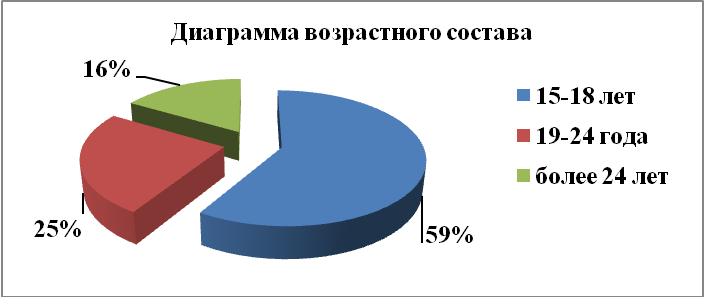 Диаграмма возрастного состава
16%
15-18 лет
19-24 года
более 24 лет
25%
59%